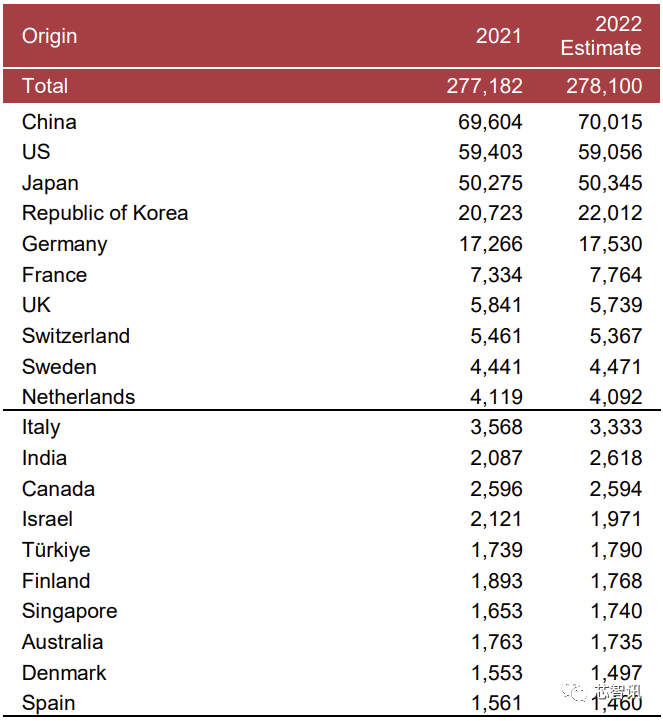 Origin 2021 2022 Estimate
Total 277,182 278,100
China 69,604 70,015
US 59,403 59,056
Japan 50,275 50,345
Republic of Korea 20,723 22,012
Germany 17,266 17,530
France 7,334 7,764
UK 5,841 5,739
Switzerland 5,461 5,367
Sweden 4,441 4,471
Netherlands 4,119 4,092
Italy 3,568 3,333
India 2,087 2,618
Canada 2,596 2,594
Israel 2,121 1,971
Türkiye 1,739 1,790
Finland 1,893 1,768
Singapore 1,653 1,740
Australia 1,763 1,735
Denmark 1,553 1,497
Spain 1,561 1,460
芯智讯